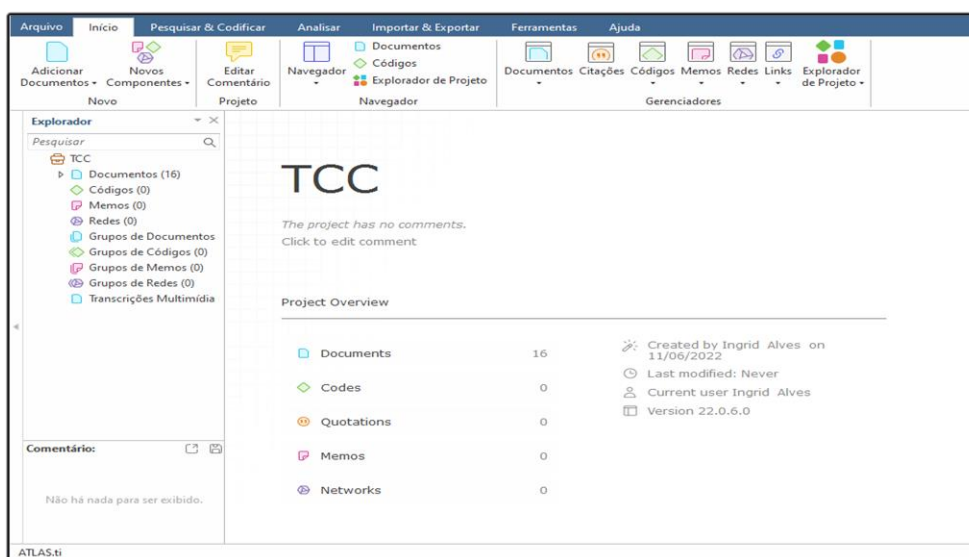 Arquivo Início Pesquisar & Codificar Analisar Importar & Exportar Ferramentas Ajuda
Adicionar Documentos
Novos Componentes
Novo
Editar Comentário
Projeto
Navegador
Documentos
Códigos
Explorador de Projeto
Navegador
Documentos Citações Códigos Memos Redes Links Explorador de Projeto
Gerenciadores
Explorador
Pesquisar
TCC
Documentos (16)
Códigos (0)
Memos (0)
Redes (0)
Grupos de Documentos
Grupos de Códigos (0)
Grupos de Memos (0)
Grupos de Redes (0)
Transcrições Multimídia
Comentário:
Não há nada para ser exibido.
TCC
The project has no comments.
Click to edit comment
Project Overview
Documents 16
Codes 0
Quotations 0
Memos 0
Networks 0
Created by Ingrid Alves on
11/06/2022
Last modified: Never
Current user Ingrid Alves
Version 22.0.6.0
ATLAS.ti